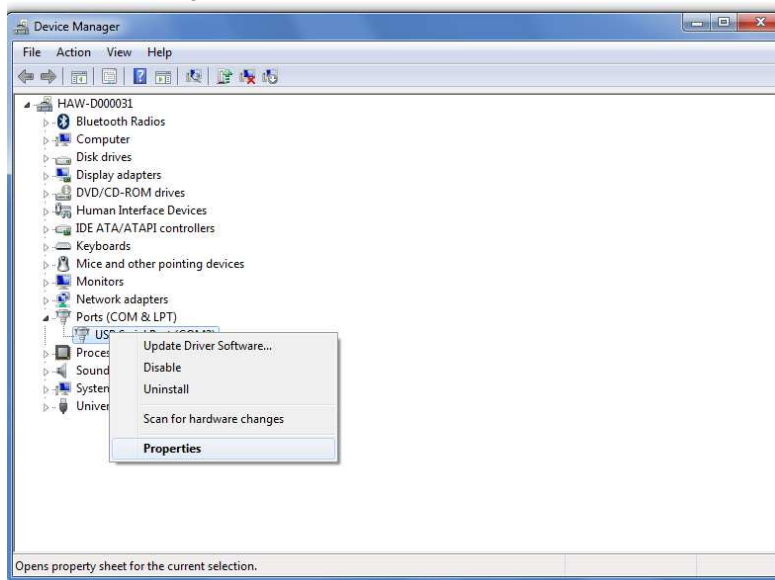 Device Manager
File Action View Help
HAW-D000031
Bluetooth Radios
Computer
Disk drives
Display adapters
DVD/CD-ROM drives
Human Interface Devices
IDE ATA/ATAPI controllers
Keyboards
Mice and other pointing devices
Monitors
Network adapters
Ports (COM & LPT)
Update Driver Software...
Disable
Uninstall
Scan for hardware changes
Properties
Opens property sheet for the current selection.